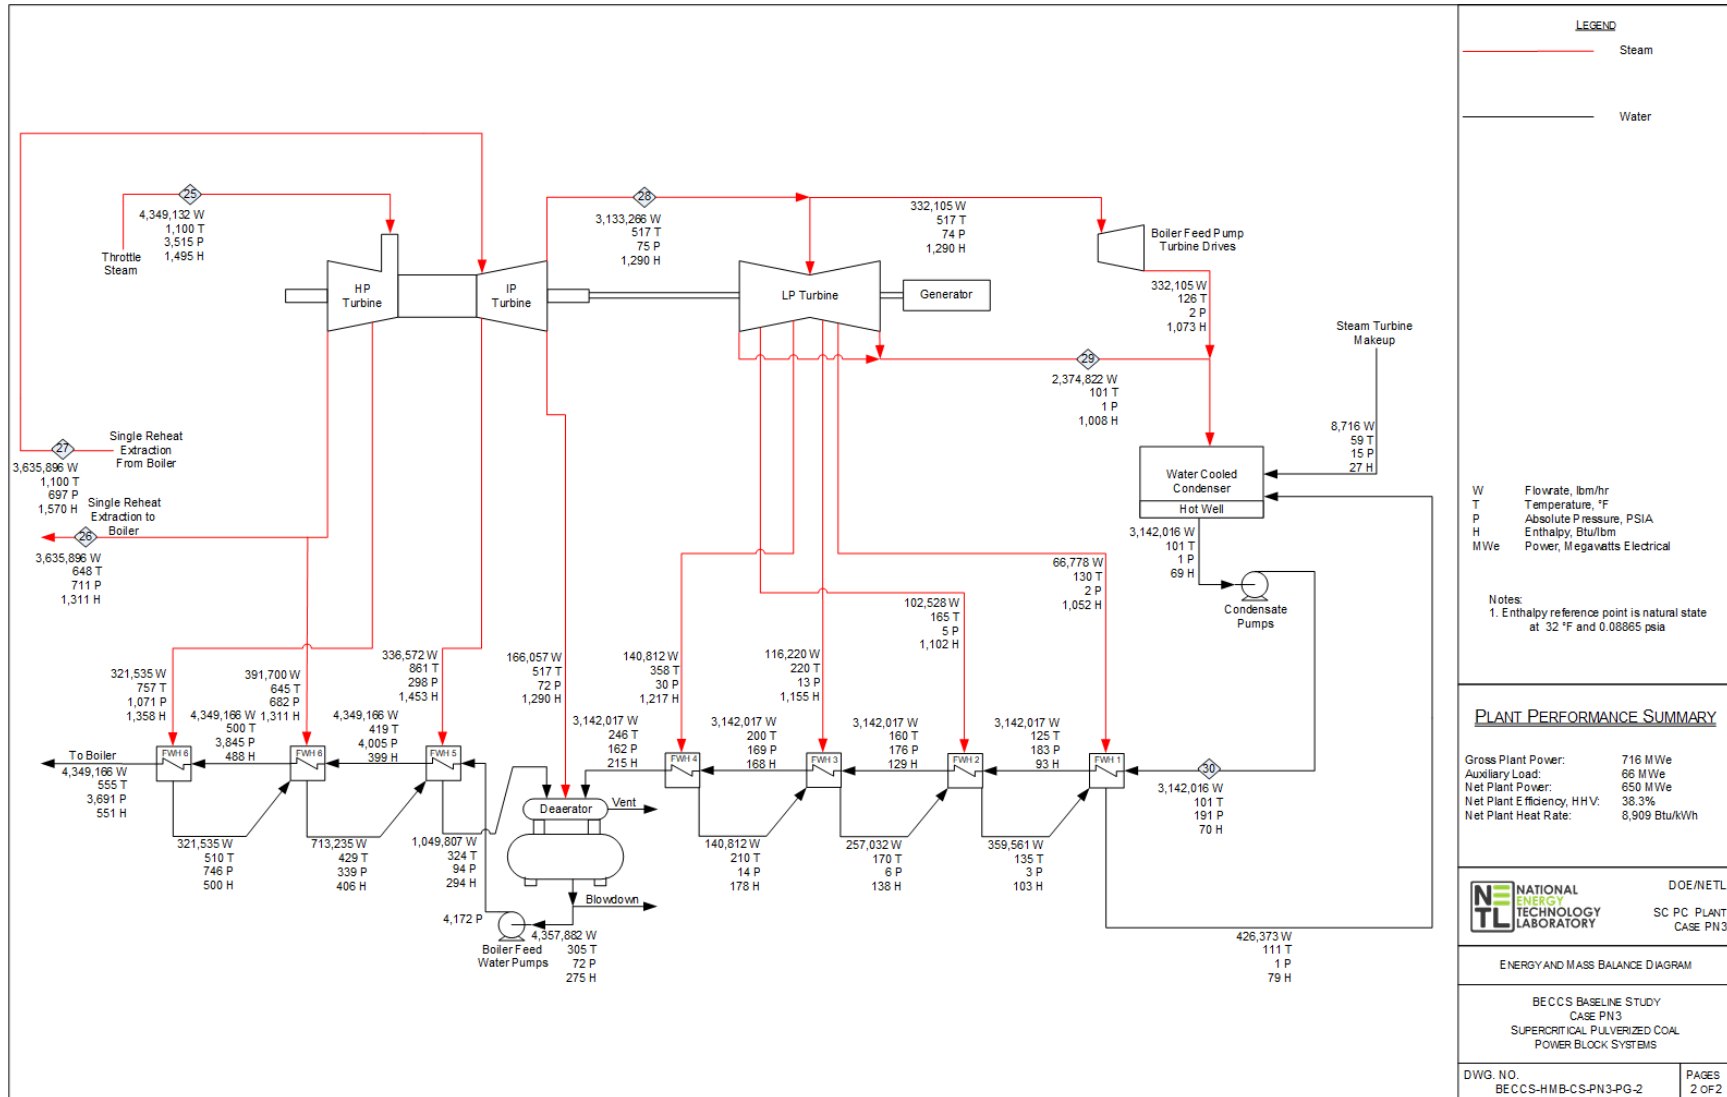 LEGEND
Steam
Water
25
4,349,132 W
1,100 T
3,515 P
1,495 H
Throttle
Steam
HP
Turbine
IP
Turbine
28
3,133,266 W
517 T
75 P
1,290 H
332,105 W
517 T
74 P
1,290 H
Boiler Feed Pump
Turbine Drives
LP Turbine
Generator
332,105 W
126 T
2 P
1,073 H
Steam Turbine
Makeup
29
2,374,822 W
101 T
1 P
1,008 H
8,716 W
59 T
15 P
27 H
27
Single Reheat
Extraction
From Boiler
3,635,896 W
1,100 T
697 P
1,570 H
Single Reheat
Extraction to
Boiler
26
3,635,896 W
648 T
711 P
1,311 H
Water Cooled
Condenser
Hot Well
3,142,016 W
101 T
1 P
69 H
Condensate
Pumps
W Flowrate, lbm/hr
T Temperature, °F
P Absolute Pressure, PSIA
H Enthalpy, Btu/lbm
MWe Power, Megawatts Electrical
Notes:
1. Enthalpy reference point is natural state
at 32 °F and 0.08865 psia
321,535 W
757 T
1,071 P
1,358 H
391,700 W
645 T
682 P
1,311 H
336,572 W
861 T
298 P
1,453 H
166,057 W
517 T
72 P
1,290 H
140,812 W
358 T
30 P
1,217 H
116,220 W
220 T
13 P
1,155 H
102,528 W
165 T
5 P
1,102 H
66,778 W
130 T
2 P
1,052 H
To Boiler
4,349,166 W
555 T
3,691 P
551 H
FWH 6
4,349,166 W
500 T
3,845 P
488 H
FWH 6
4,349,166 W
419 T
4,005 P
399 H
FWH 5
3,142,017 W
246 T
162 P
215 H
FWH 4
3,142,017 W
200 T
169 P
168 H
FWH 3
3,142,017 W
160 T
176 P
129 H
FWH 2
3,142,017 W
125 T
183 P
93 H
FWH 1
30
3,142,016 W
101 T
191 P
70 H
Deaerator
Vent
321,535 W
510 T
746 P
500 H
713,235 W
429 T
339 P
406 H
1,049,807 W
324 T
94 P
294 H
140,812 W
210 T
14 P
178 H
257,032 W
170 T
6 P
138 H
359,561 W
135 T
3 P
103 H
Blowdown
4,172 P
Boiler Feed
Water Pumps
4,357,882 W
305 T
72 P
275 H
426,373 W
111 T
1 P
79 H
PLANT PERFORMANCE SUMMARY
Gross Plant Power: 716 MWe
Auxiliary Load: 66 MWe
Net Plant Power: 650 MWe
Net Plant Efficiency, HHV: 38.3%
Net Plant Heat Rate: 8,909 Btu/kWh
NETL
NATIONAL
ENERGY
TECHNOLOGY
LABORATORY
DOE/NETL
SC PC PLANT
CASE PN3
ENERGY AND MASS BALANCE DIAGRAM
BECCS BASELINE STUDY
CASE PN3
SUPERCRITICAL PULVERIZED COAL
POWER BLOCK SYSTEMS
DWG. NO.
BECCS-HMB-CS-PN3-PG-2
PAGES
2 OF 2